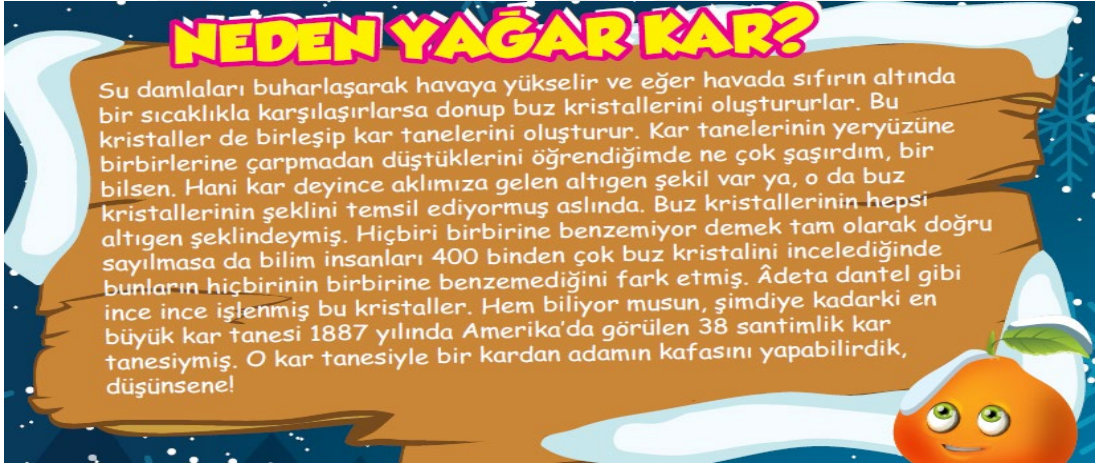 NEDEN YAĞAR KAR?
Su damlaları buharlaşarak havaya yükselir ve eğer havada sıfırın altında
bir sıcaklıkla karşılaşırlarsa donup buz kristallerini oluştururlar. Bu
kristaller de birleşip kar tanelerini oluşturur. Kar tanelerinin yeryüzüne
birbirlerine çarpmadan düştüklerini öğrendiğimde ne çok şaşırdım, bir
bilsen. Hani kar deyince aklımıza gelen altıgen şekil var ya, o da buz
kristallerinin şeklini temsil ediyormuş aslında. Buz kristallerinin hepsi
altıgen şeklindeymiş. Hiçbiri birbirine benzemiyor demek tam olarak doğru
sayılmasa da bilim insanları 400 binden çok buz kristalini incelediğinde
bunların hiçbirinin birbirine benzemediğini fark etmiş. Âdeta dantel gibi
ince ince işlenmiş bu kristaller. Hem biliyor musun, şimdiye kadarki en
büyük kar tanesi 1887 yılında Amerika'da görülen 38 santimlik kar
tanesiymiş. O kar tanesiyle bir kardan adamın kafasını yapabilirdik,
düşünsene!